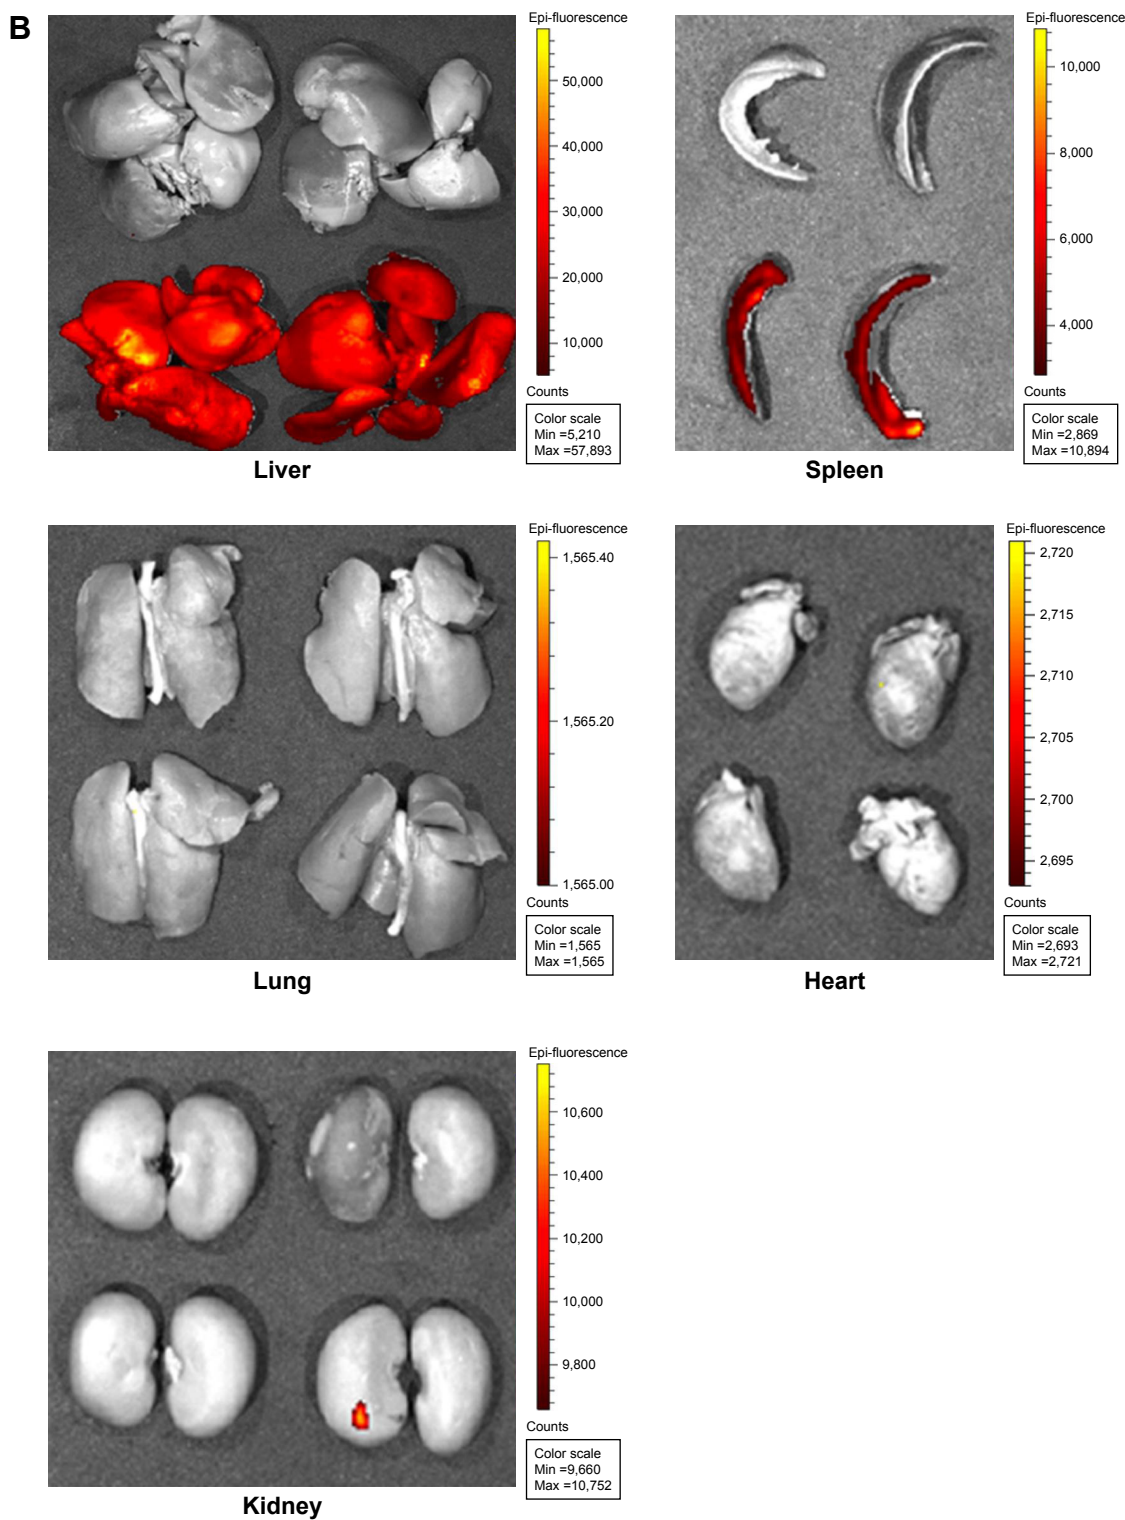 B
Epi-fluorescence
50,000
40,000
30,000
20,000
10,000
Counts
Color scale
Min =5,210
Max =57,893
Liver
Epi-fluorescence
10,000
8,000
6,000
4,000
Counts
Color scale
Min =2,869
Max =10,894
Spleen
Epi-fluorescence
1,565.40
1,565.20
1,565.00
Counts
Color scale
Min =1,565
Max =1,565
Lung
Epi-fluorescence
2,720
2,715
2,710
2,705
2,700
2,695
Counts
Color scale
Min =2,693
Max =2,721
Heart
Epi-fluorescence
10,600
10,400
10,200
10,000
9,800
Counts
Color scale
Min =9,660
Max =10,752
Kidney